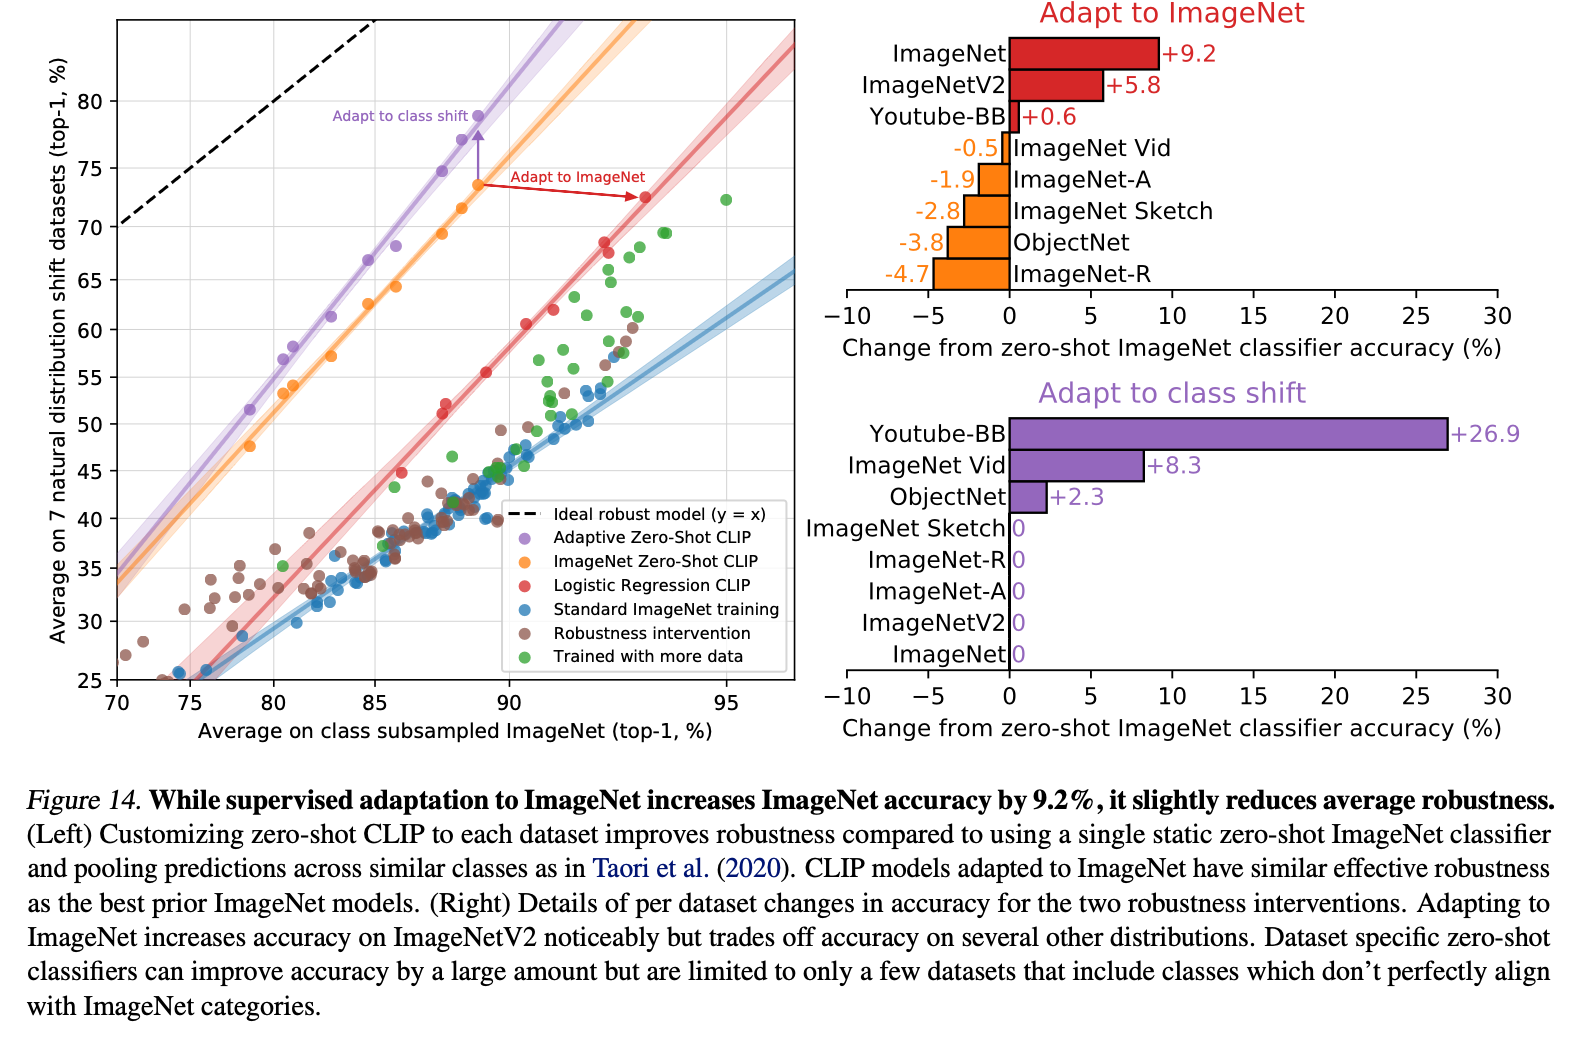 Average on 7 natural distribution shift datasets (top-1, %)
80
75
70
65
60
55
50
45
40
35
30
25
70
75
80
85
90
95
Average on class subsampled ImageNet (top-1, %)
Adapt to class shift
Adapt to ImageNet
Ideal robust model (y = x)
Adaptive Zero-Shot CLIP
ImageNet Zero-Shot CLIP
Logistic Regression CLIP
Standard ImageNet training
Robustness intervention
Trained with more data
Adapt to ImageNet
ImageNet +9.2
ImageNetV2 +5.8
Youtube-BB +0.6
-0.5 ImageNet Vid
-1.9 ImageNet-A
-2.8 ImageNet Sketch
-3.8 ObjectNet
-4.7 ImageNet-R
−10 −5 0 5 10 15 20 25 30
Change from zero-shot ImageNet classifier accuracy (%)
Adapt to class shift
Youtube-BB +26.9
ImageNet Vid +8.3
ObjectNet +2.3
ImageNet Sketch 0
ImageNet-R 0
ImageNet-A 0
ImageNetV2 0
ImageNet 0
−10 −5 0 5 10 15 20 25 30
Change from zero-shot ImageNet classifier accuracy (%)
Figure 14. While supervised adaptation to ImageNet increases ImageNet accuracy by 9.2%, it slightly reduces average robustness.
(Left) Customizing zero-shot CLIP to each dataset improves robustness compared to using a single static zero-shot ImageNet classifier
and pooling predictions across similar classes as in Taori et al. (2020). CLIP models adapted to ImageNet have similar effective robustness
as the best prior ImageNet models. (Right) Details of per dataset changes in accuracy for the two robustness interventions. Adapting to
ImageNet increases accuracy on ImageNetV2 noticeably but trades off accuracy on several other distributions. Dataset specific zero-shot
classifiers can improve accuracy by a large amount but are limited to only a few datasets that include classes which don’t perfectly align
with ImageNet categories.